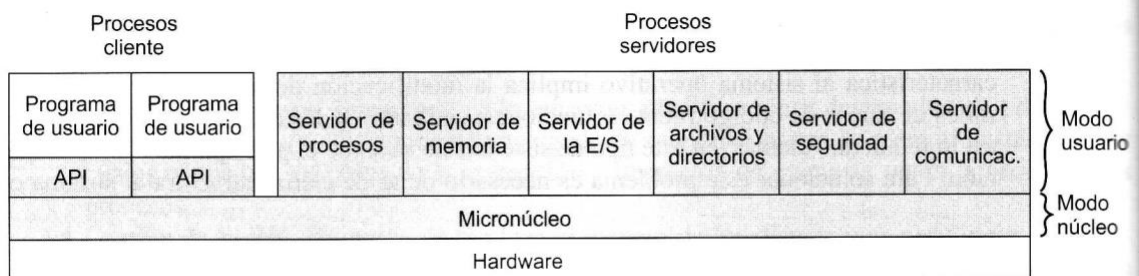 Procesos
cliente
Procesos
servidores
Programa
de usuario
API
Programa
de usuario
API
Servidor de
procesos
Servidor de
memoria
Servidor de
la E/S
Servidor de
archivos y
directorios
Servidor de
seguridad
Servidor
de
comunicac.
Modo
usuario
Micronúcleo
Modo
núcleo
Hardware